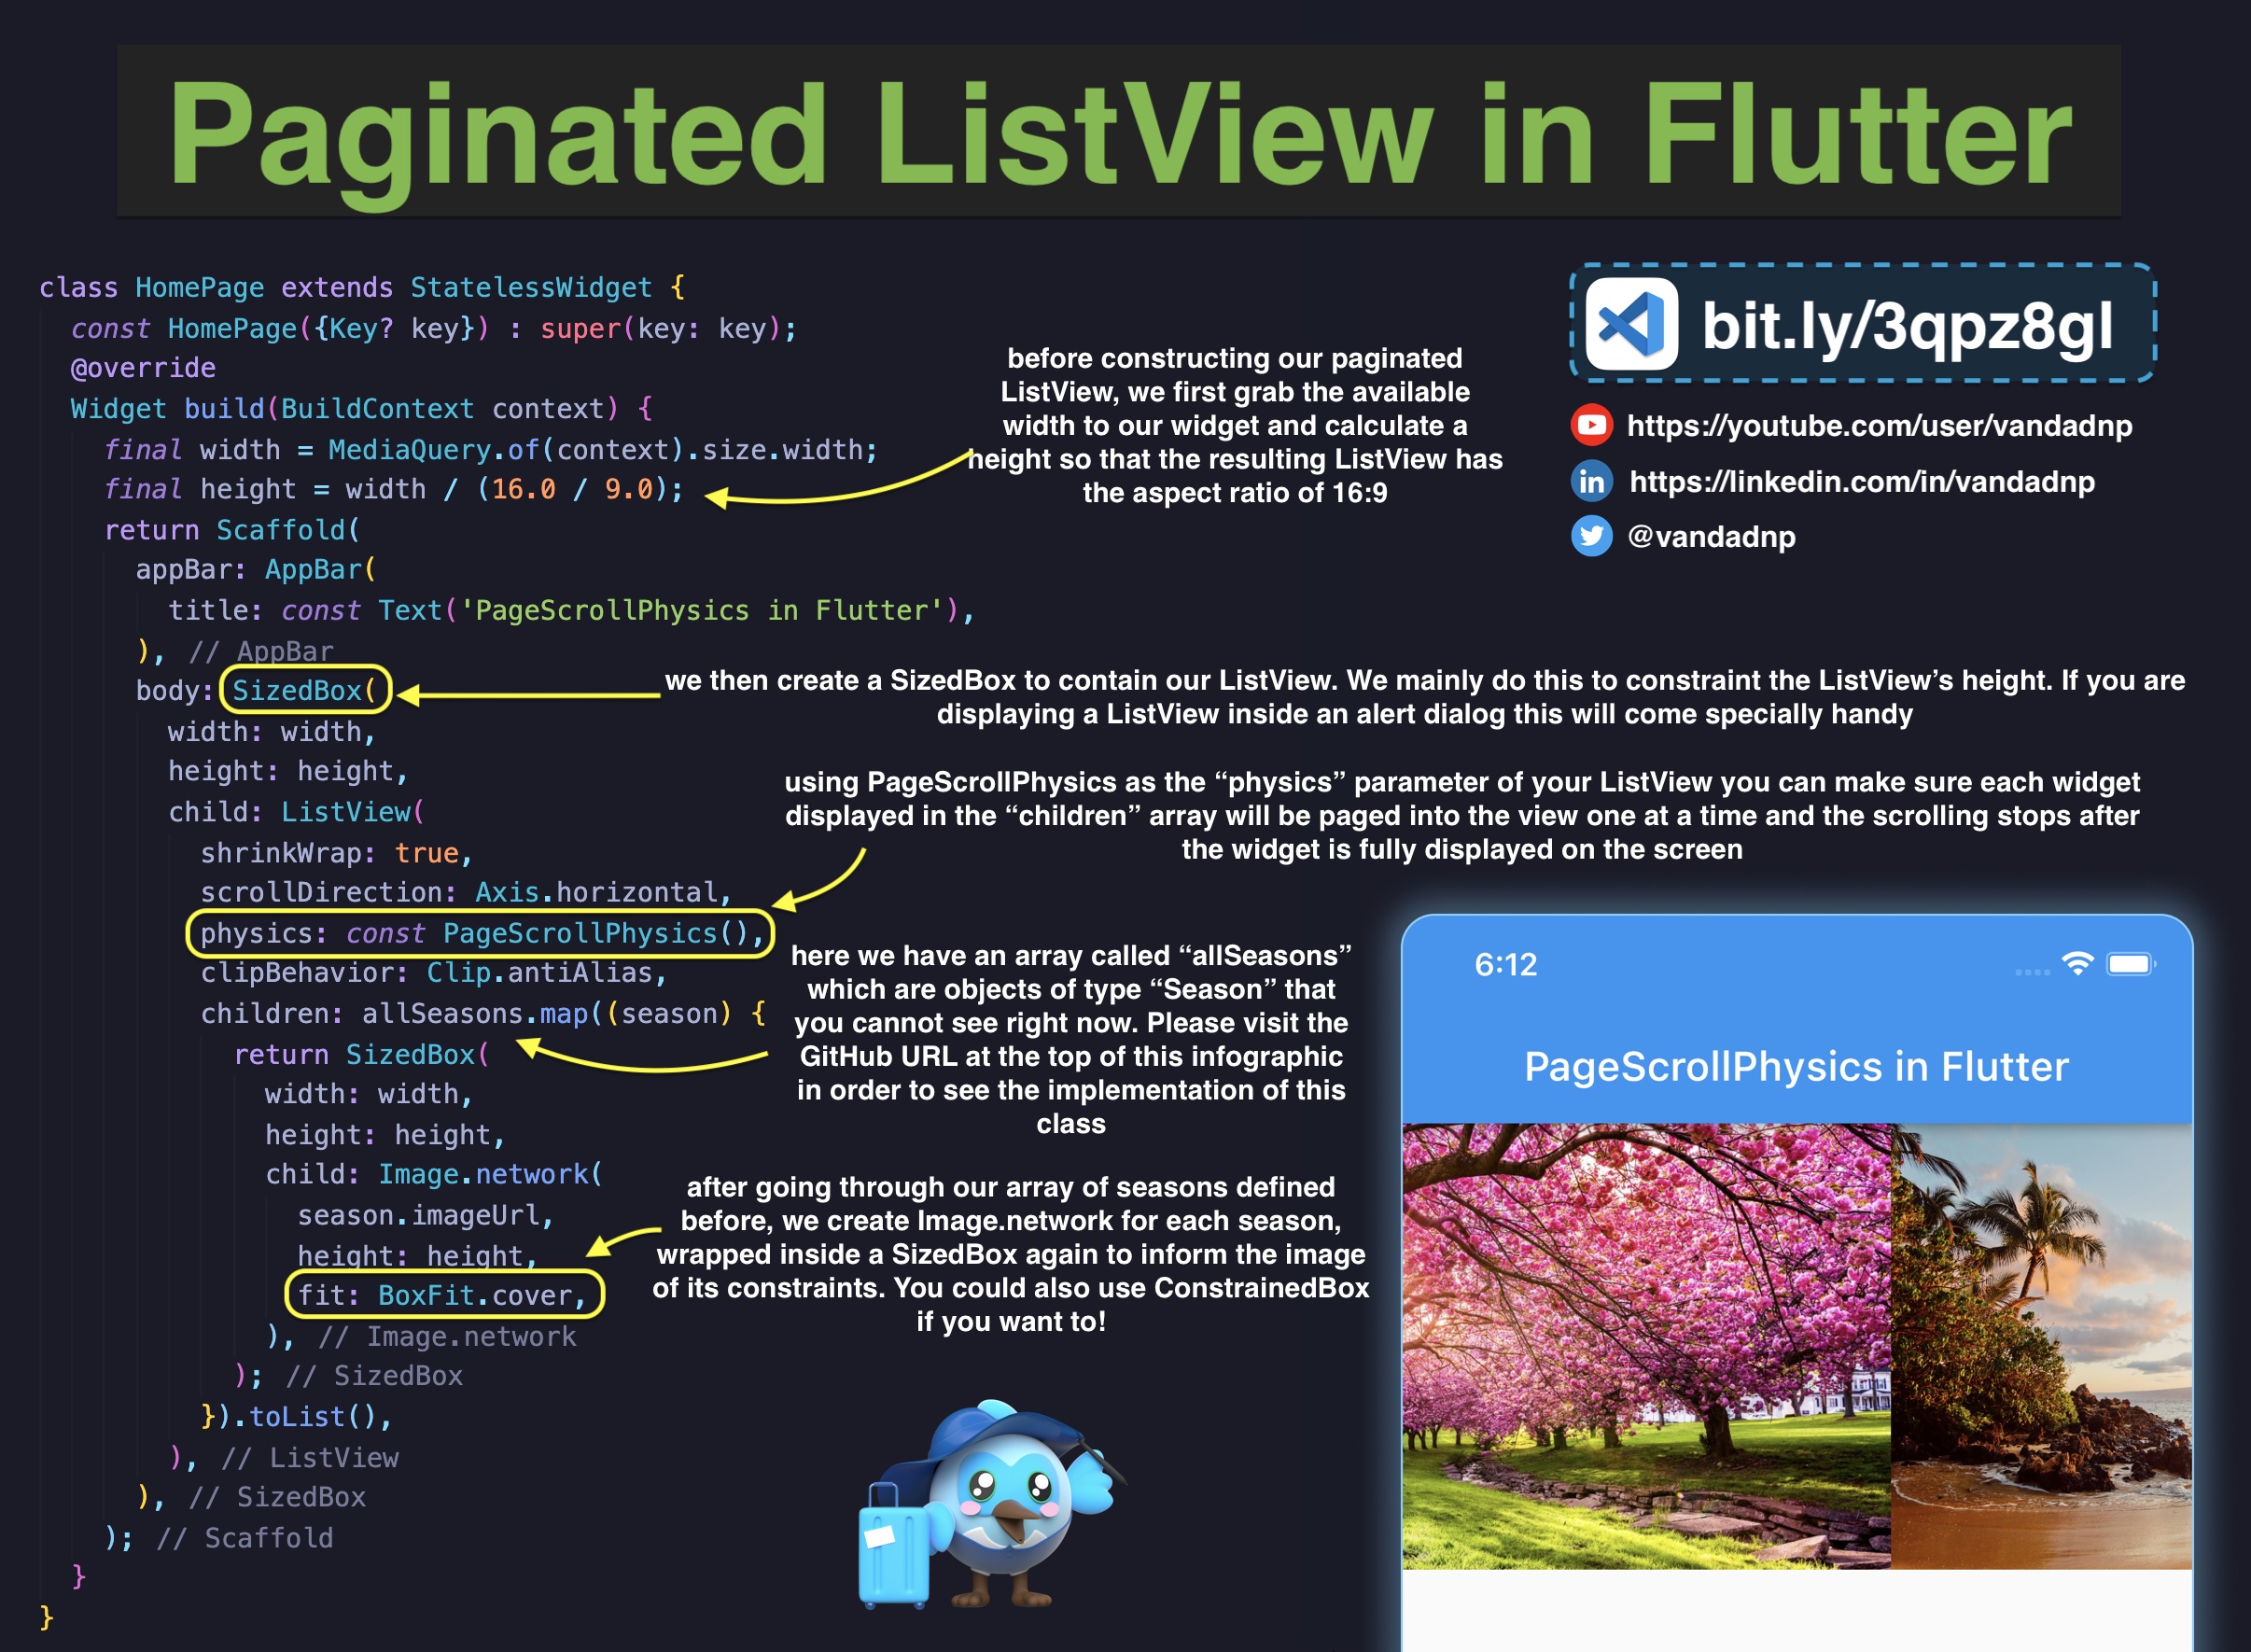 Paginated ListView in Flutter
class HomePage extends StatelessWidget {
const HomePage({Key? key}) : super(key: key);
@override
Widget build(BuildContext context) {
final width = MediaQuery.of(context).size.width;
final height = width / (16.0 / 9.0);
return Scaffold(
appBar: AppBar(
title: const Text('PageScrollPhysics in Flutter'),
), // AppBar
body: SizedBox(
width: width,
height: height,
child: ListView(
shrinkWrap: true,
scrollDirection: Axis.horizontal,
physics: const PageScrollPhysics(),
clipBehavior: Clip.antiAlias,
children: allSeasons.map((season) {
return SizedBox(
width: width,
height: height,
child: Image.network(
season.imageUrl,
height: height,
fit: BoxFit.cover,
), // Image.network
); // SizedBox
}).toList(),
), // ListView
), // SizedBox
); // Scaffold
}
}
before constructing our paginated
ListView, we first grab the available
width to our widget and calculate a
height so that the resulting ListView has
the aspect ratio of 16:9
bit.ly/3qpz8gl
https://youtube.com/user/vandadnp
in https://linkedin.com/in/vandadnp
@vandadnp
we then create a SizedBox to contain our ListView. We mainly do this to constraint the ListView’s height. If you are
displaying a ListView inside an alert dialog this will come specially handy
using PageScrollPhysics as the “physics” parameter of your ListView you can make sure each widget
displayed in the “children” array will be paged into the view one at a time and the scrolling stops after
the widget is fully displayed on the screen
here we have an array called “allSeasons”
which are objects of type “Season” that
you cannot see right now. Please visit the
GitHub URL at the top of this infographic
in order to see the implementation of this
class
after going through our array of seasons defined
before, we create Image.network for each season,
wrapped inside a SizedBox again to inform the image
of its constraints. You could also use ConstrainedBox
if you want to!
6:12
PageScrollPhysics in Flutter